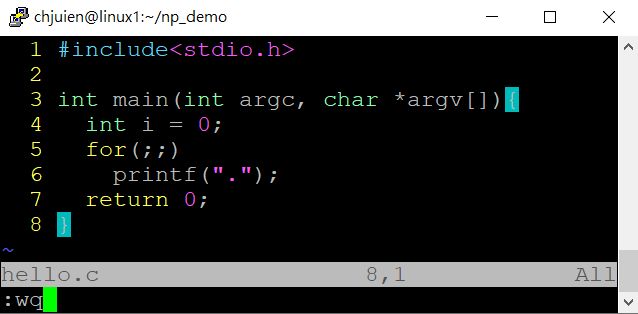 chjuien@linux1:~/np_demo
1 #include<stdio.h>
2
3 int main(int argc, char *argv[]){
4   int i = 0;
5   for(;;)
6     printf(".");
7   return 0;
8 }
~
hello.c 8,1 All
:wq